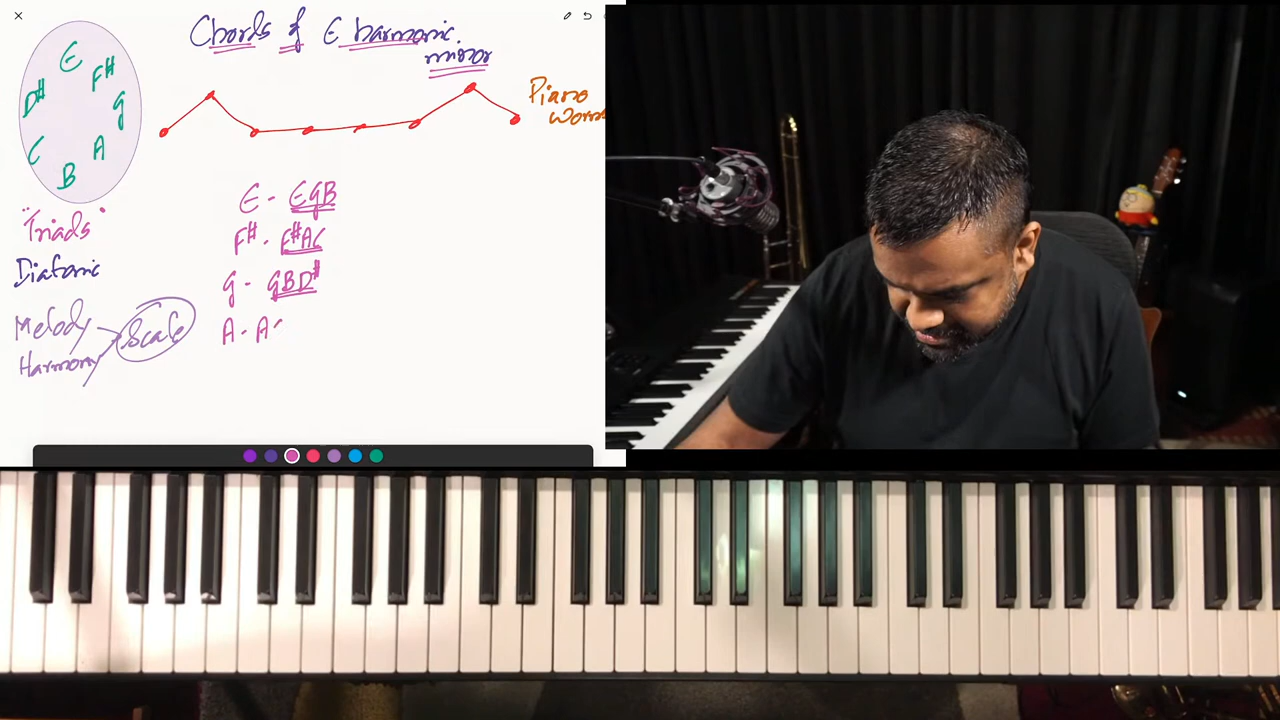 Chords of E harmonic
minor
E
F#
G
A
B
C
D#
Piano
"Triads"
Diatonic
Melody
Harmony
Scale
E - EGB
F# - F#AC
G - GBD#
A - A